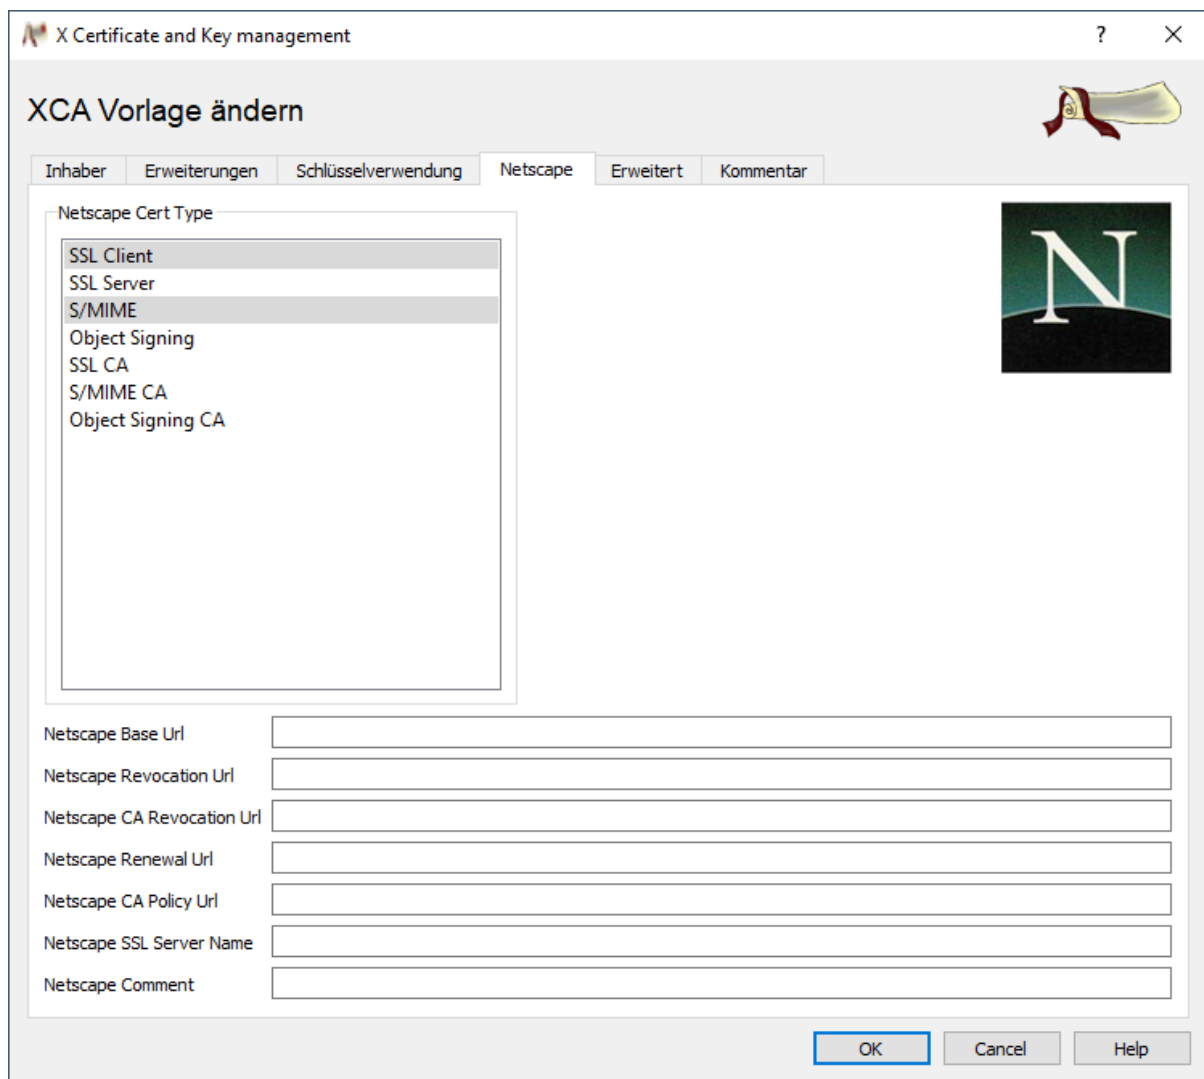 X Certificate and Key management
?
XCA Vorlage ändern
Inhaber Erweiterungen Schlüsselverwendung Netscape Erweitert Kommentar
Netscape Cert Type
SSL Client
SSL Server
S/MIME
Object Signing
SSL CA
S/MIME CA
Object Signing CA
N
Netscape Base Url
Netscape Revocation Url
Netscape CA Revocation Url
Netscape Renewal Url
Netscape CA Policy Url
Netscape SSL Server Name
Netscape Comment
OK Cancel Help